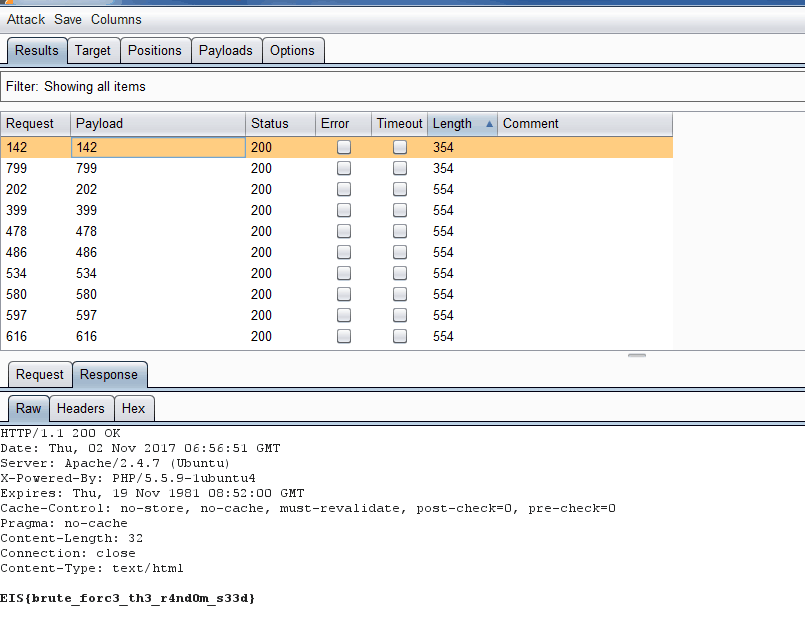 Attack Save Columns
Results Target Positions Payloads Options
Filter: Showing all items
Request Payload Status Error Timeout Length Comment
142 142 200 354
799 799 200 354
202 202 200 554
399 399 200 554
478 478 200 554
486 486 200 554
534 534 200 554
580 580 200 554
597 597 200 554
616 616 200 554
Request Response
Raw Headers Hex
HTTP/1.1 200 OK
Date: Thu, 02 Nov 2017 06:56:51 GMT
Server: Apache/2.4.7 (Ubuntu)
X-Powered-By: PHP/5.5.9-1ubuntu4
Expires: Thu, 19 Nov 1981 08:52:00 GMT
Cache-Control: no-store, no-cache, must-revalidate, post-check=0, pre-check=0
Pragma: no-cache
Content-Length: 32
Connection: close
Content-Type: text/html
EIS{brute_forc3_th3_r4nd0m_s33d}